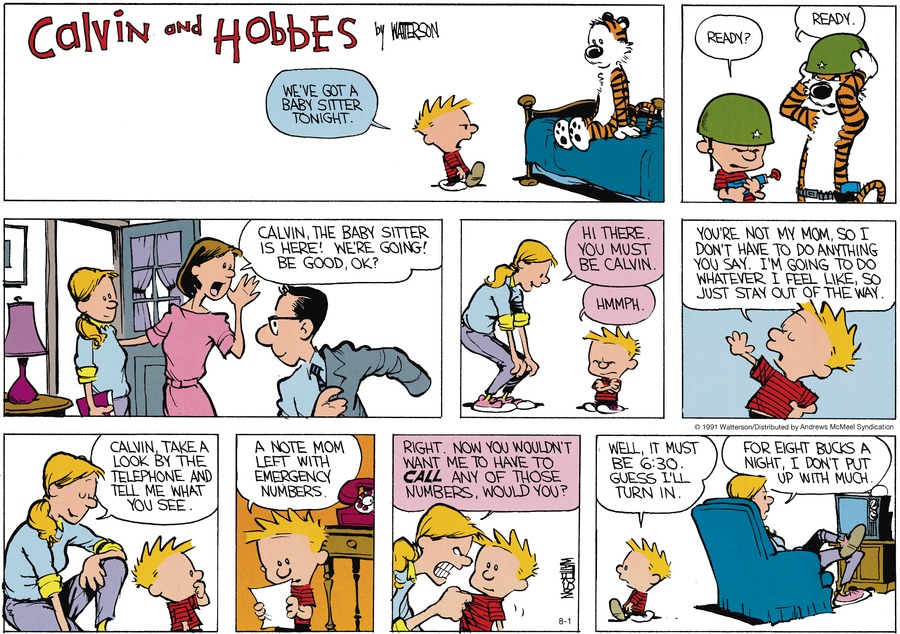 CALVIN AND HOBBES
by WATTERSON
WE'VE GOT A
BABY SITTER
TONIGHT.
READY?
READY.
CALVIN, THE BABY SITTER
IS HERE! WE'RE GOING!
BE GOOD, OK?
HI THERE.
YOU MUST
BE CALVIN.
HMMPH.
YOU'RE NOT MY MOM, SO I
DON'T HAVE TO DO ANYTHING
YOU SAY. I'M GOING TO DO
WHATEVER I FEEL LIKE, SO
JUST STAY OUT OF THE WAY.
© 1991 Watterson/Distributed by Andrews McMeel Syndication
CALVIN, TAKE A
LOOK BY THE
TELEPHONE AND
TELL ME WHAT
YOU SEE.
A NOTE MOM
LEFT WITH
EMERGENCY
NUMBERS.
RIGHT. NOW YOU WOULDN'T
WANT ME TO HAVE TO
CALL ANY OF THOSE
NUMBERS, WOULD YOU?
WATTERSON
8-1
WELL, IT MUST
BE 6:30.
GUESS I'LL
TURN IN.
FOR EIGHT BUCKS A
NIGHT, I DON'T PUT
UP WITH MUCH.